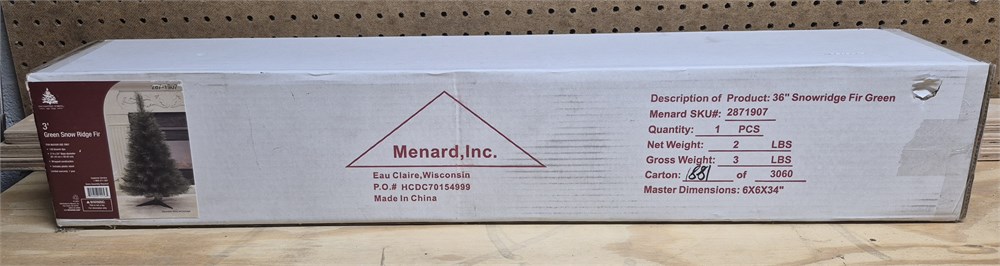 3'
Green Snow Ridge Fir
Menard,Inc.
Eau Claire,Wisconsin
P.O.# HCDC70154999
Made In China
Description of Product: 36" Snowridge Fir Green
Menard SKU#: 2871907
Quantity: 1 PCS
Net Weight: 2 LBS
Gross Weight: 3 LBS
Carton: 1881 of 3060
Master Dimensions: 6X6X34"